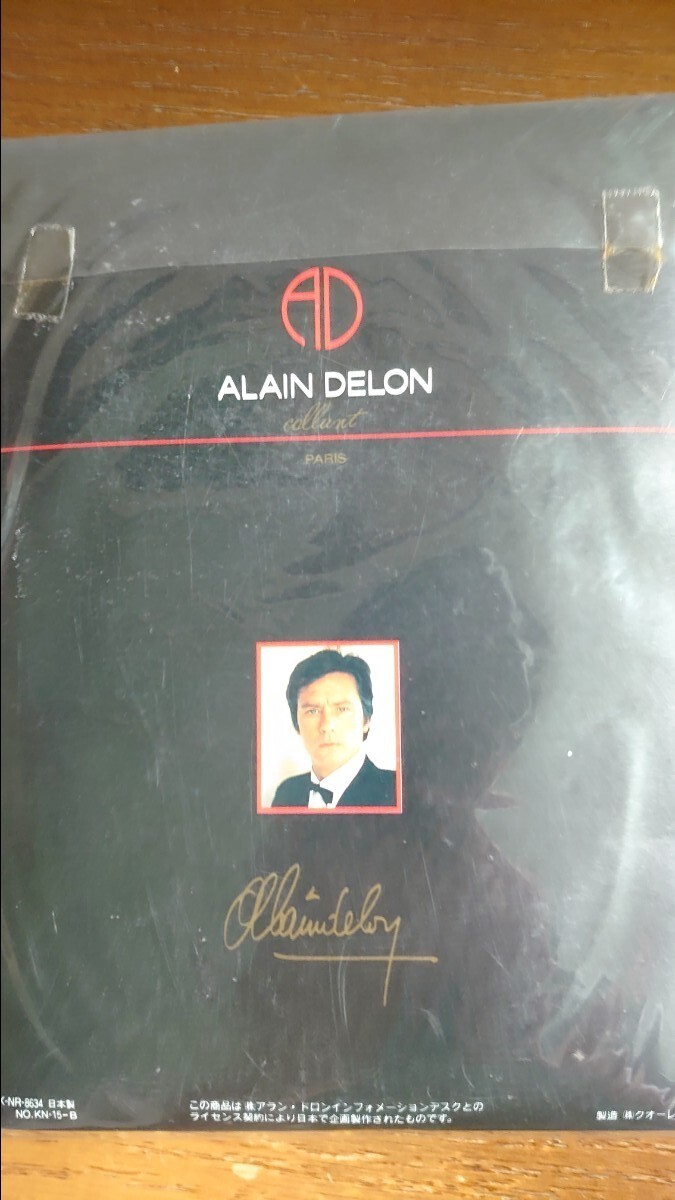 AD
ALAIN DELON
collant
PARIS
Alain delon
-NR-8634 日本製
NO.KN-15-B
この商品は㈱アラン・ドロンインフォメーションデスクとの
ライセンス契約により日本で企画製作されたものです。
製造 ㈱クオーレ